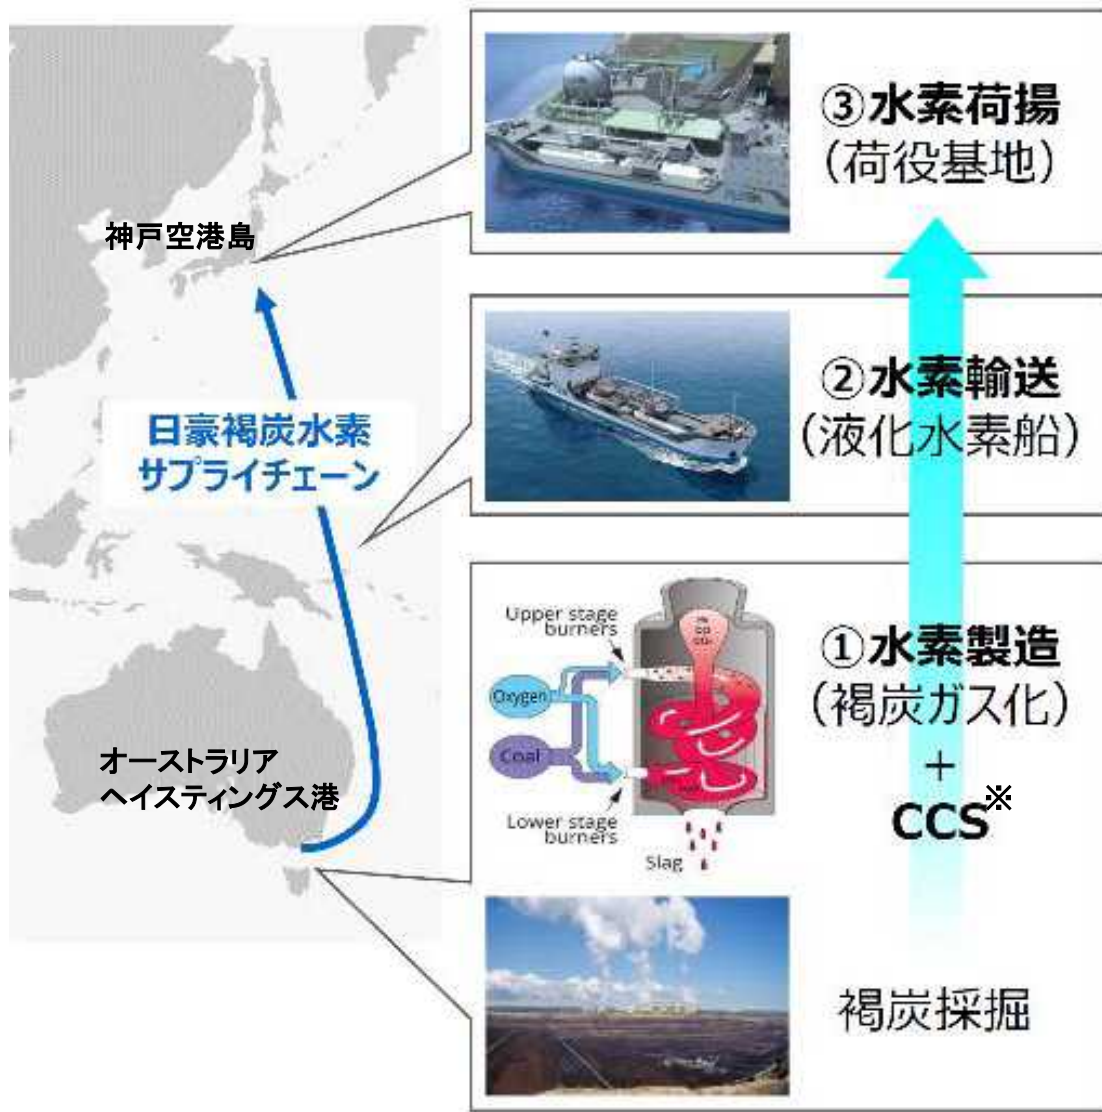 神戸空港島
日豪褐炭水素
サプライチェーン
オーストラリア
ヘイスティングス港
③水素荷揚
(荷役基地)
②水素輸送
(液化水素船)
①水素製造
(褐炭ガス化)
+
CCS※
Upper stage
burners
Oxygen
Coal
Lower stage
burners
Slag
褐炭採掘